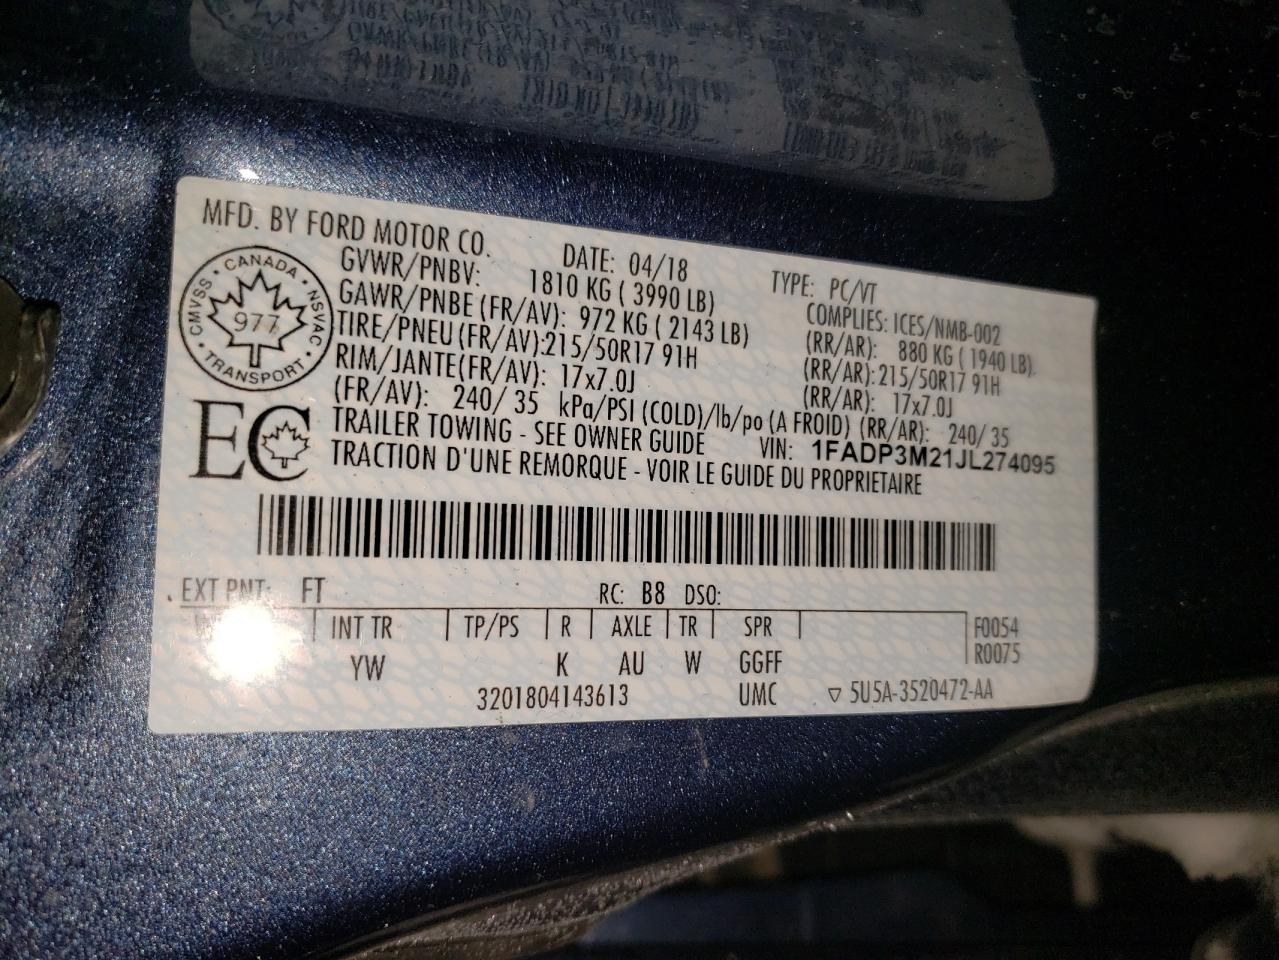 MFD. BY FORD MOTOR CO. DATE: 04/18 TYPE: PC/VT
GVWR/PNBV: 1810 KG ( 3990 LB) COMPLIES: ICES/NMB-002
GAWR/PNBE (FR/AV): 972 KG ( 2143 LB) (RR/AR): 880 KG ( 1940 LB)
TIRE/PNEU (FR/AV): 215/50R17 91H (RR/AR): 215/50R17 91H
RIM/JANTE(FR/AV): 17x7.0J (RR/AR): 17x7.0J
(FR/AV): 240/ 35 kPa/PSI (COLD)/lb/po (A FROID) (RR/AR): 240/ 35
TRAILER TOWING - SEE OWNER GUIDE VIN: 1FADP3M21JL274095
TRACTION D'UNE REMORQUE - VOIR LE GUIDE DU PROPRIETAIRE
CANADA · NSVAC · TRANSPORT · CMVSS
977
EC
EXT PNT: FT RC: B8 DSO:
INT TR TP/PS R AXLE TR SPR F0054
YW K AU W GGFF R0075
3201804143613 UMC ▽ 5U5A-3520472-AA